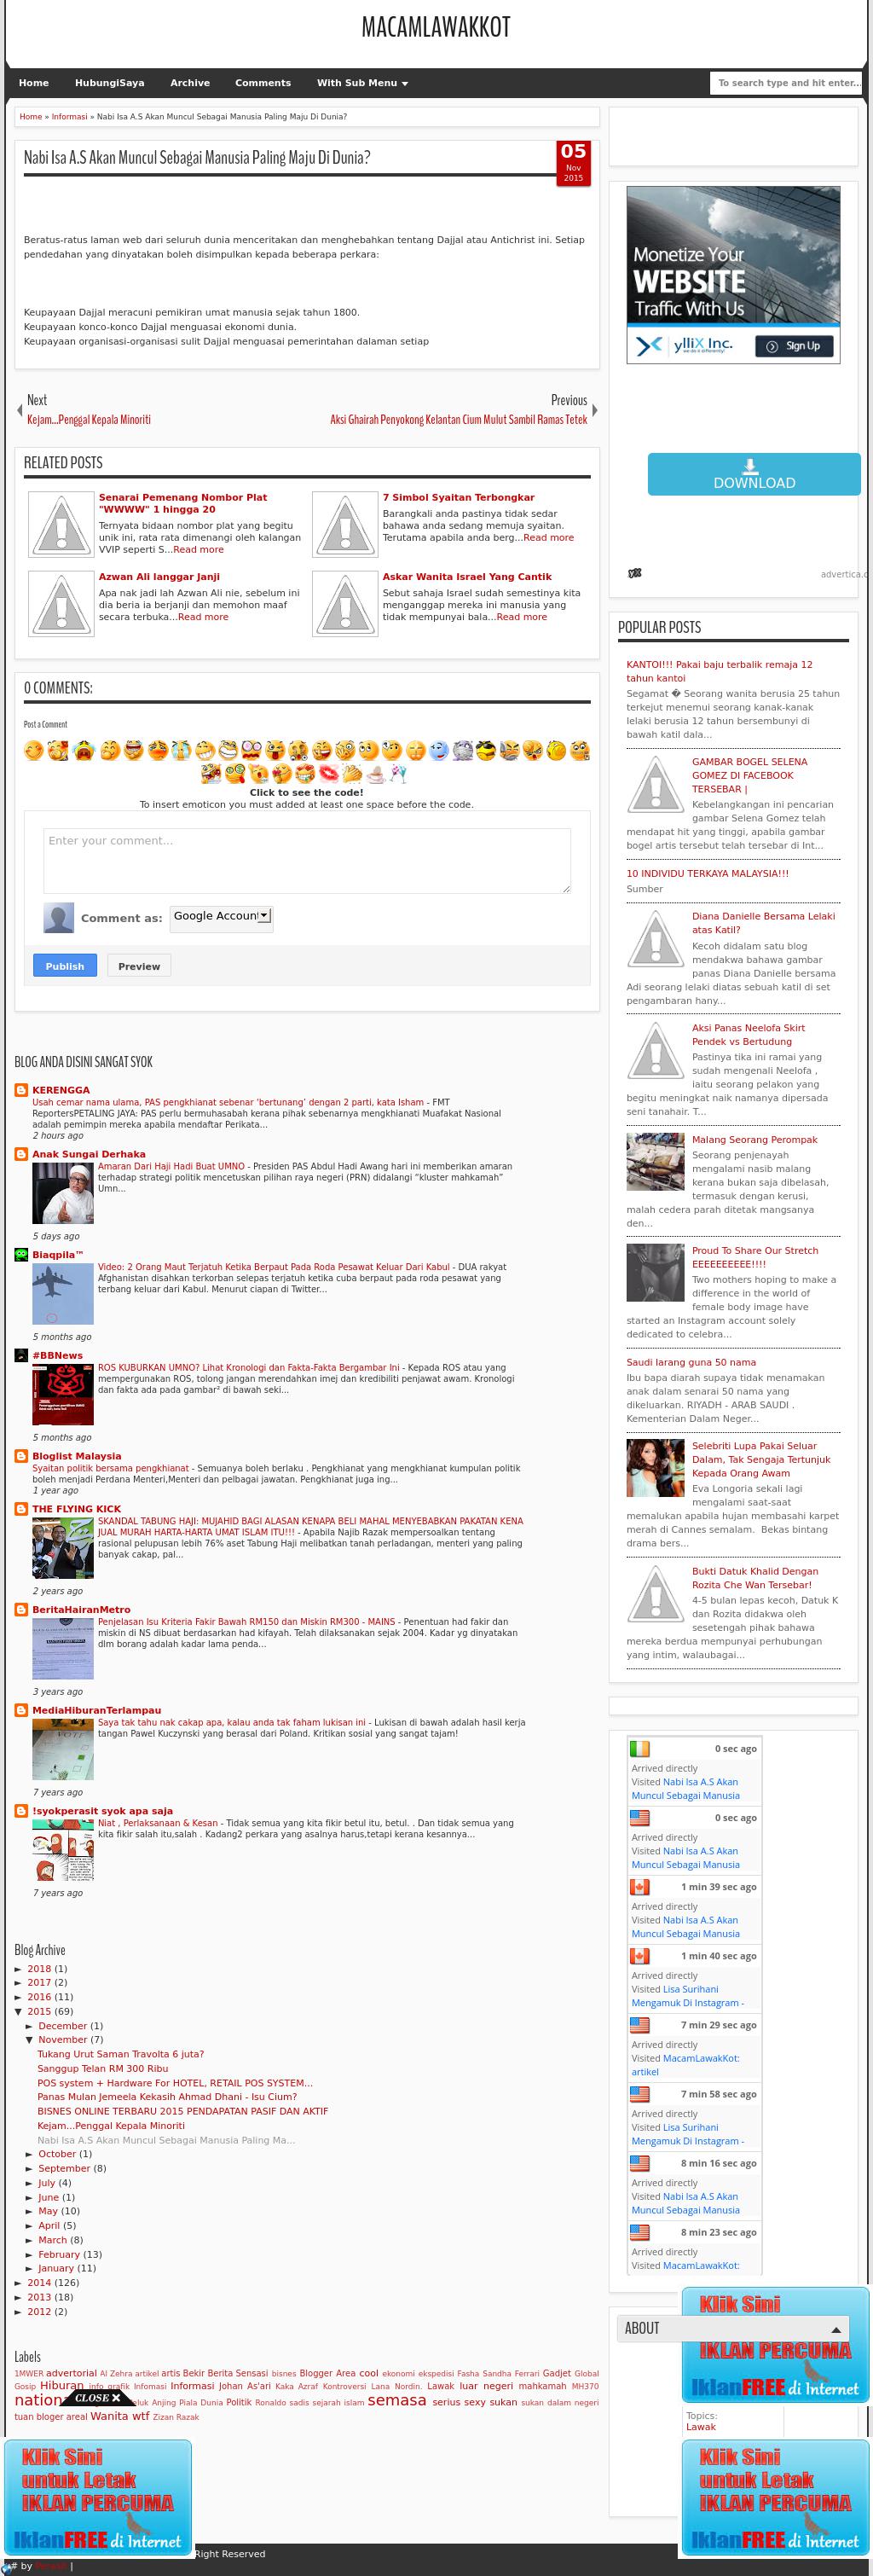 MACAMLAWAKKOT
Home HubungiSaya Archive Comments With Sub Menu
To search type and hit enter...
Home » Informasi » Nabi Isa A.S Akan Muncul Sebagai Manusia Paling Maju Di Dunia?
Nabi Isa A.S Akan Muncul Sebagai Manusia Paling Maju Di Dunia?
05
Nov
2015
Beratus-ratus laman web dari seluruh dunia menceritakan dan menghebahkan tentang Dajjal atau Antichrist ini. Setiap
pendedahan yang dinyatakan boleh disimpulkan kepada beberapa perkara:
Keupayaan Dajjal meracuni pemikiran umat manusia sejak tahun 1800.
Keupayaan konco-konco Dajjal menguasai ekonomi dunia.
Keupayaan organisasi-organisasi sulit Dajjal menguasai pemerintahan dalaman setiap
Next
Kejam...Penggal Kepala Minoriti
Previous
Aksi Ghairah Penyokong Kelantan Cium Mulut Sambil Ramas Tetek
RELATED POSTS
Senarai Pemenang Nombor Plat
"WWWW" 1 hingga 20
Ternyata bidaan nombor plat yang begitu
unik ini, rata rata dimenangi oleh kalangan
VVIP seperti S...Read more
7 Simbol Syaitan Terbongkar
Barangkali anda pastinya tidak sedar
bahawa anda sedang memuja syaitan.
Terutama apabila anda berg...Read more
Azwan Ali langgar Janji
Apa nak jadi lah Azwan Ali nie, sebelum ini
dia beria ia berjanji dan memohon maaf
secara terbuka...Read more
Askar Wanita Israel Yang Cantik
Sebut sahaja Israel sudah semestinya kita
menganggap mereka ini manusia yang
tidak mempunyai bala...Read more
0 COMMENTS:
Post a Comment
Click to see the code!
To insert emoticon you must added at least one space before the code.
Enter your comment...
Comment as: Google Account
Publish Preview
BLOG ANDA DISINI SANGAT SYOK
KERENGGA
Usah cemar nama ulama, PAS pengkhianat sebenar 'bertunang' dengan 2 parti, kata Isham - FMT
ReportersPETALING JAYA: PAS perlu bermuhasabah kerana pihak sebenarnya mengkhianati Muafakat Nasional
adalah pemimpin mereka apabila mendaftar Perikata...
2 hours ago
Anak Sungai Derhaka
Amaran Dari Haji Hadi Buat UMNO - Presiden PAS Abdul Hadi Awang hari ini memberikan amaran
terhadap strategi politik mencetuskan pilihan raya negeri (PRN) didalangi "kluster mahkamah"
Umn...
5 days ago
Biaqpila™
Video: 2 Orang Maut Terjatuh Ketika Berpaut Pada Roda Pesawat Keluar Dari Kabul - DUA rakyat
Afghanistan disahkan terkorban selepas terjatuh ketika cuba berpaut pada roda pesawat yang
terbang keluar dari Kabul. Menurut ciapan di Twitter...
5 months ago
#BBNews
ROS KUBURKAN UMNO? Lihat Kronologi dan Fakta-Fakta Bergambar Ini - Kepada ROS atau yang
mempergunakan ROS, tolong jangan merendahkan imej dan kredibiliti penjawat awam. Kronologi
dan fakta ada pada gambar² di bawah seki...
5 months ago
Bloglist Malaysia
Syaitan politik bersama pengkhianat - Semuanya boleh berlaku . Pengkhianat yang mengkhianat kumpulan politik
boleh menjadi Perdana Menteri,Menteri dan pelbagai jawatan. Pengkhianat juga ing...
1 year ago
THE FLYING KICK
SKANDAL TABUNG HAJI: MUJAHID BAGI ALASAN KENAPA BELI MAHAL MENYEBABKAN PAKATAN KENA
JUAL MURAH HARTA-HARTA UMAT ISLAM ITU!!! - Apabila Najib Razak mempersoalkan tentang
rasional pelupusan lebih 76% aset Tabung Haji melibatkan tanah perladangan, menteri yang paling
banyak cakap, pal...
2 years ago
BeritaHairanMetro
Penjelasan Isu Kriteria Fakir Bawah RM150 dan Miskin RM300 - MAINS - Penentuan had fakir dan
miskin di NS dibuat berdasarkan had kifayah. Telah dilaksanakan sejak 2004. Kadar yg dinyatakan
dlm borang adalah kadar lama penda...
3 years ago
MediaHiburanTerlampau
Saya tak tahu nak cakap apa, kalau anda tak faham lukisan ini - Lukisan di bawah adalah hasil kerja
tangan Pawel Kuczynski yang berasal dari Poland. Kritikan sosial yang sangat tajam!
7 years ago
!syokperasit syok apa saja
Niat , Perlaksanaan & Kesan - Tidak semua yang kita fikir betul itu, betul. . Dan tidak semua yang
kita fikir salah itu,salah . Kadang2 perkara yang asalnya harus,tetapi kerana kesannya...
7 years ago
Blog Archive
► 2018 (1)
► 2017 (2)
► 2016 (11)
▼ 2015 (69)
► December (1)
▼ November (7)
Tukang Urut Saman Travolta 6 juta?
Sanggup Telan RM 300 Ribu
POS system + Hardware For HOTEL, RETAIL POS SYSTEM...
Panas Mulan Jemeela Kekasih Ahmad Dhani - Isu Cium?
BISNES ONLINE TERBARU 2015 PENDAPATAN PASIF DAN AKTIF
Kejam...Penggal Kepala Minoriti
Nabi Isa A.S Akan Muncul Sebagai Manusia Paling Ma...
► October (1)
► September (8)
► July (4)
► June (1)
► May (10)
► April (5)
► March (8)
► February (13)
► January (11)
► 2014 (126)
► 2013 (18)
► 2012 (2)
Labels
1MWER advertorial Al Zehra artikel artis Bekir Berita Sensasi bisnes Blogger Area cool ekonomi ekspedisi Fasha Sandha Ferrari Gadjet Global
Gosip Hiburan info grafik Infomasi Informasi Johan As'ari Kaka Azraf Kontroversi Lana Nordin. Lawak luar negeri mahkamah MH370
nation eluk Anjing Piala Dunia Politik Ronaldo sadis sejarah islam semasa serius sexy sukan sukan dalam negeri
tuan bloger areal Wanita wtf Zizan Razak
CLOSE X
Klik Sini
untuk Letak
IKLAN PERCUMA
IklanFREE di Internet
Right Reserved
# by |
Monetize Your
WEBSITE
Traffic With Us
yllix Inc.
we do it differently!
Sign Up
DOWNLOAD
advertica.c
POPULAR POSTS
KANTOI!!! Pakai baju terbalik remaja 12
tahun kantoi
Segamat � Seorang wanita berusia 25 tahun
terkejut menemui seorang kanak-kanak
lelaki berusia 12 tahun bersembunyi di
bawah katil dala...
GAMBAR BOGEL SELENA
GOMEZ DI FACEBOOK
TERSEBAR |
Kebelangkangan ini pencarian
gambar Selena Gomez telah
mendapat hit yang tinggi, apabila gambar
bogel artis tersebut telah tersebar di Int...
10 INDIVIDU TERKAYA MALAYSIA!!!
Sumber
Diana Danielle Bersama Lelaki
atas Katil?
Kecoh didalam satu blog
mendakwa bahawa gambar
panas Diana Danielle bersama
Adi seorang lelaki diatas sebuah katil di set
pengambaran hany...
Aksi Panas Neelofa Skirt
Pendek vs Bertudung
Pastinya tika ini ramai yang
sudah mengenali Neelofa ,
iaitu seorang pelakon yang
begitu meningkat naik namanya dipersada
seni tanahair. T...
Malang Seorang Perompak
Seorang penjenayah
mengalami nasib malang
kerana bukan saja dibelasah,
termasuk dengan kerusi,
malah cedera parah ditetak mangsanya
den...
Proud To Share Our Stretch
EEEEEEEEEE!!!!
Two mothers hoping to make a
difference in the world of
female body image have
started an Instagram account solely
dedicated to celebra...
Saudi larang guna 50 nama
Ibu bapa diarah supaya tidak menamakan
anak dalam senarai 50 nama yang
dikeluarkan. RIYADH - ARAB SAUDI .
Kementerian Dalam Neger...
Selebriti Lupa Pakai Seluar
Dalam, Tak Sengaja Tertunjuk
Kepada Orang Awam
Eva Longoria sekali lagi
mengalami saat-saat
memalukan apabila hujan membasahi karpet
merah di Cannes semalam. Bekas bintang
drama bers...
Bukti Datuk Khalid Dengan
Rozita Che Wan Tersebar!
4-5 bulan lepas kecoh, Datuk K
dan Rozita didakwa oleh
sesetengah pihak bahawa
mereka berdua mempunyai perhubungan
yang intim, walaubagai...
0 sec ago
Arrived directly
Visited Nabi Isa A.S Akan
Muncul Sebagai Manusia
0 sec ago
Arrived directly
Visited Nabi Isa A.S Akan
Muncul Sebagai Manusia
1 min 39 sec ago
Arrived directly
Visited Nabi Isa A.S Akan
Muncul Sebagai Manusia
1 min 40 sec ago
Arrived directly
Visited Lisa Surihani
Mengamuk Di Instagram -
7 min 29 sec ago
Arrived directly
Visited MacamLawakKot:
artikel
7 min 58 sec ago
Arrived directly
Visited Lisa Surihani
Mengamuk Di Instagram -
8 min 16 sec ago
Arrived directly
Visited Nabi Isa A.S Akan
Muncul Sebagai Manusia
8 min 23 sec ago
Arrived directly
Visited MacamLawakKot:
Klik Sini
ABOUT
IKLAN PERCUMA
IklanFREE di Internet
Topics:
Lawak
Klik Sini
untuk Letak
IKLAN PERCUMA
IklanFREE di Internet